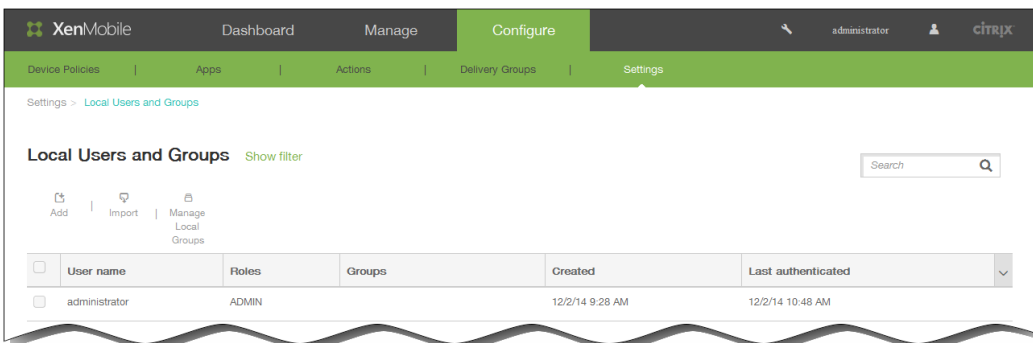 XenMobile Dashboard Manage Configure administrator CITRIX
Device Policies | Apps | Actions | Delivery Groups | Settings
Settings > Local Users and Groups
Local Users and Groups Show filter
Search
Add | Import | Manage
Local
Groups
User name Roles Groups Created Last authenticated
administrator ADMIN 12/2/14 9:28 AM 12/2/14 10:48 AM